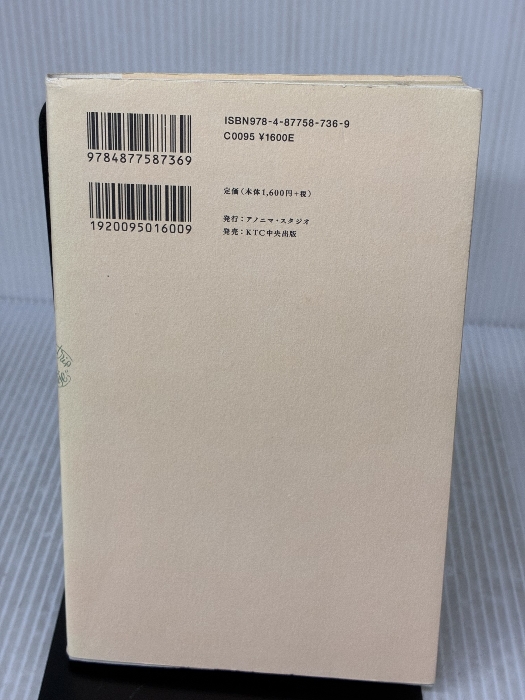 ISBN978-4-87758-736-9
C0095 ¥1600E
9784877587369
定価（本体1,600円+税）
1920095016009
発行：アノニマ・スタジオ
発売：KTC中央出版